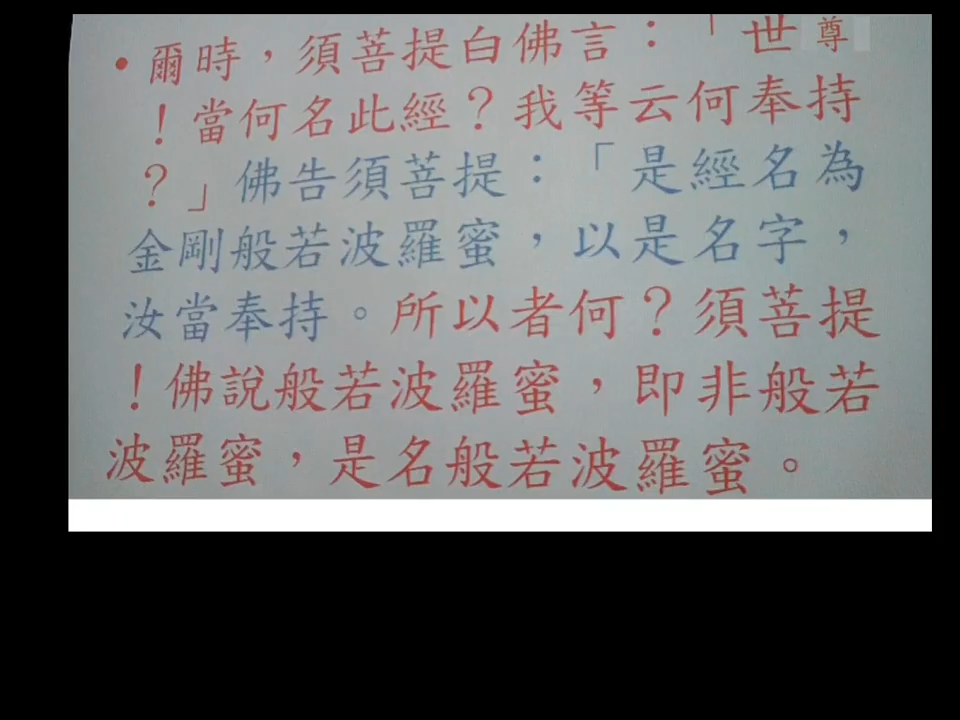 •爾時，須菩提白佛言：「世尊
！當何名此經？我等云何奉持
？」佛告須菩提：「是經名為
金剛般若波羅蜜，以是名字，
汝當奉持。所以者何？須菩提
！佛說般若波羅蜜，即非般若
波羅蜜，是名般若波羅蜜。